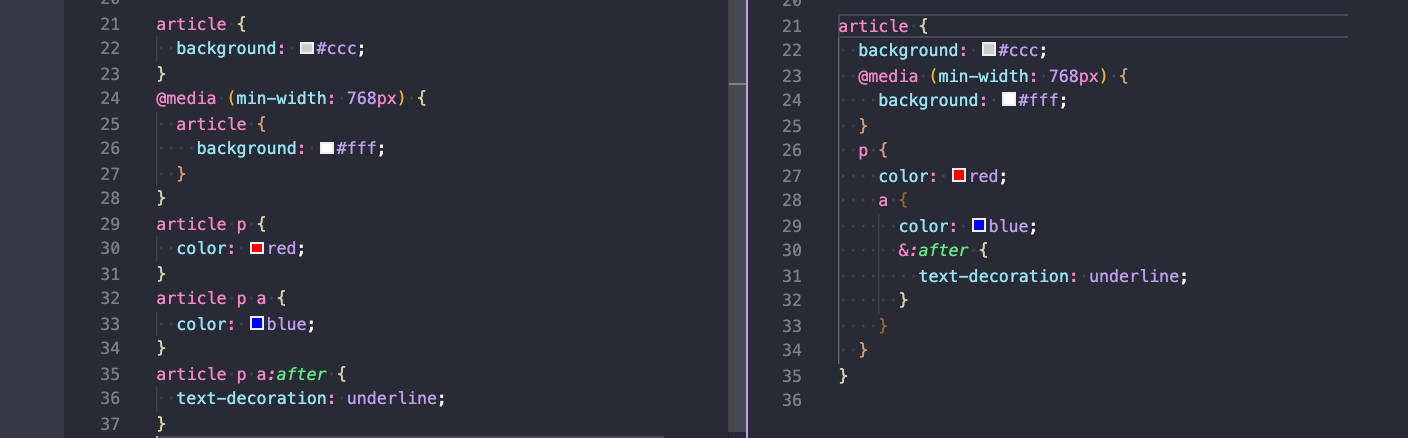 20
21 article {
22 background: #ccc;
23 }
24 @media (min-width: 768px) {
25 article {
26 background: #fff;
27 }
28 }
29 article p {
30 color: red;
31 }
32 article p a {
33 color: blue;
34 }
35 article p a:after {
36 text-decoration: underline;
37 }
20
21 article {
22 background: #ccc;
23 @media (min-width: 768px) {
24 background: #fff;
25 }
26 p {
27 color: red;
28 a {
29 color: blue;
30 &:after {
31 text-decoration: underline;
32 }
33 }
34 }
35 }
36